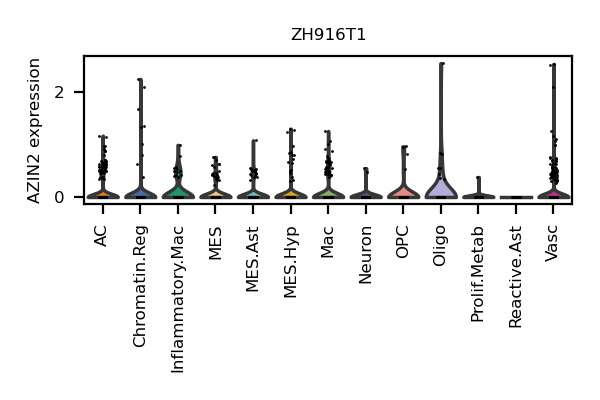 ZH916T1
AZIN2 expression
2
0
AC
Chromatin.Reg
Inflammatory.Mac
MES
MES.Ast
MES.Hyp
Mac
Neuron
OPC
Oligo
Prolif.Metab
Reactive.Ast
Vasc